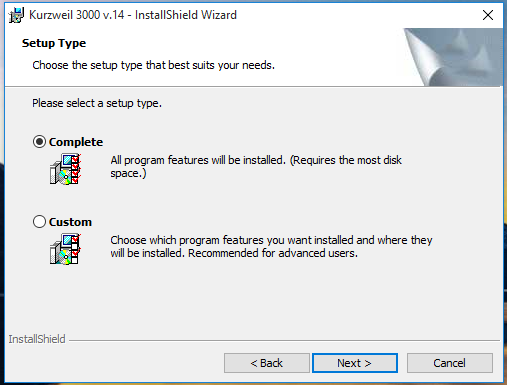 Kurzweil 3000 v.14 - InstallShield Wizard
Setup Type
Choose the setup type that best suits your needs.
Please select a setup type.
Complete
All program features will be installed. (Requires the most disk
space.)
Custom
Choose which program features you want installed and where they
will be installed. Recommended for advanced users.
InstallShield
< Back
Next >
Cancel